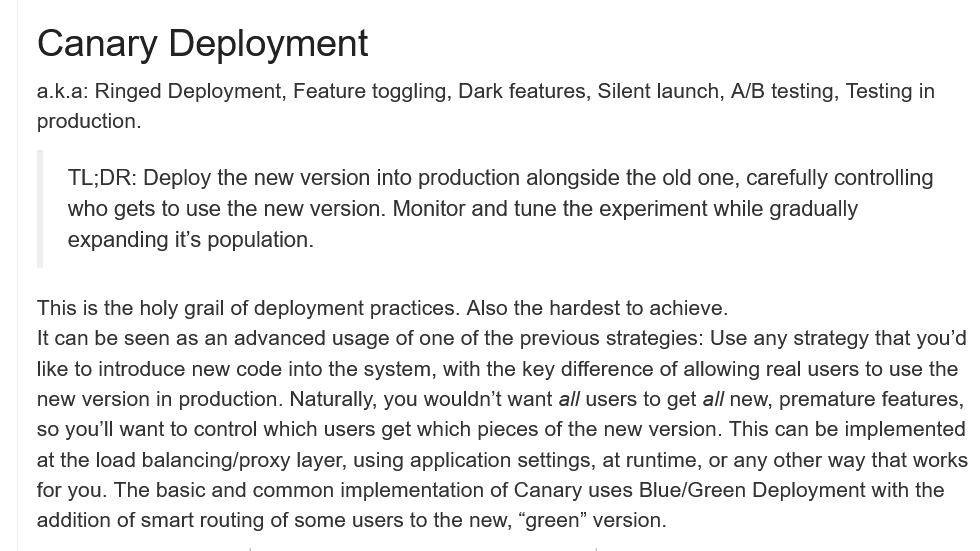 Canary Deployment
a.k.a: Ringed Deployment, Feature toggling, Dark features, Silent launch, A/B testing, Testing in
production.
TL;DR: Deploy the new version into production alongside the old one, carefully controlling
who gets to use the new version. Monitor and tune the experiment while gradually
expanding it’s population.
This is the holy grail of deployment practices. Also the hardest to achieve.
It can be seen as an advanced usage of one of the previous strategies: Use any strategy that you’d
like to introduce new code into the system, with the key difference of allowing real users to use the
new version in production. Naturally, you wouldn’t want all users to get all new, premature features,
so you’ll want to control which users get which pieces of the new version. This can be implemented
at the load balancing/proxy layer, using application settings, at runtime, or any other way that works
for you. The basic and common implementation of Canary uses Blue/Green Deployment with the
addition of smart routing of some users to the new, “green” version.